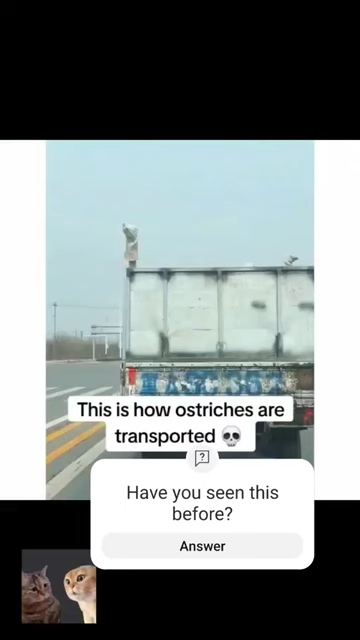 This is how ostriches are
transported 💀
Have you seen this
before?
Answer